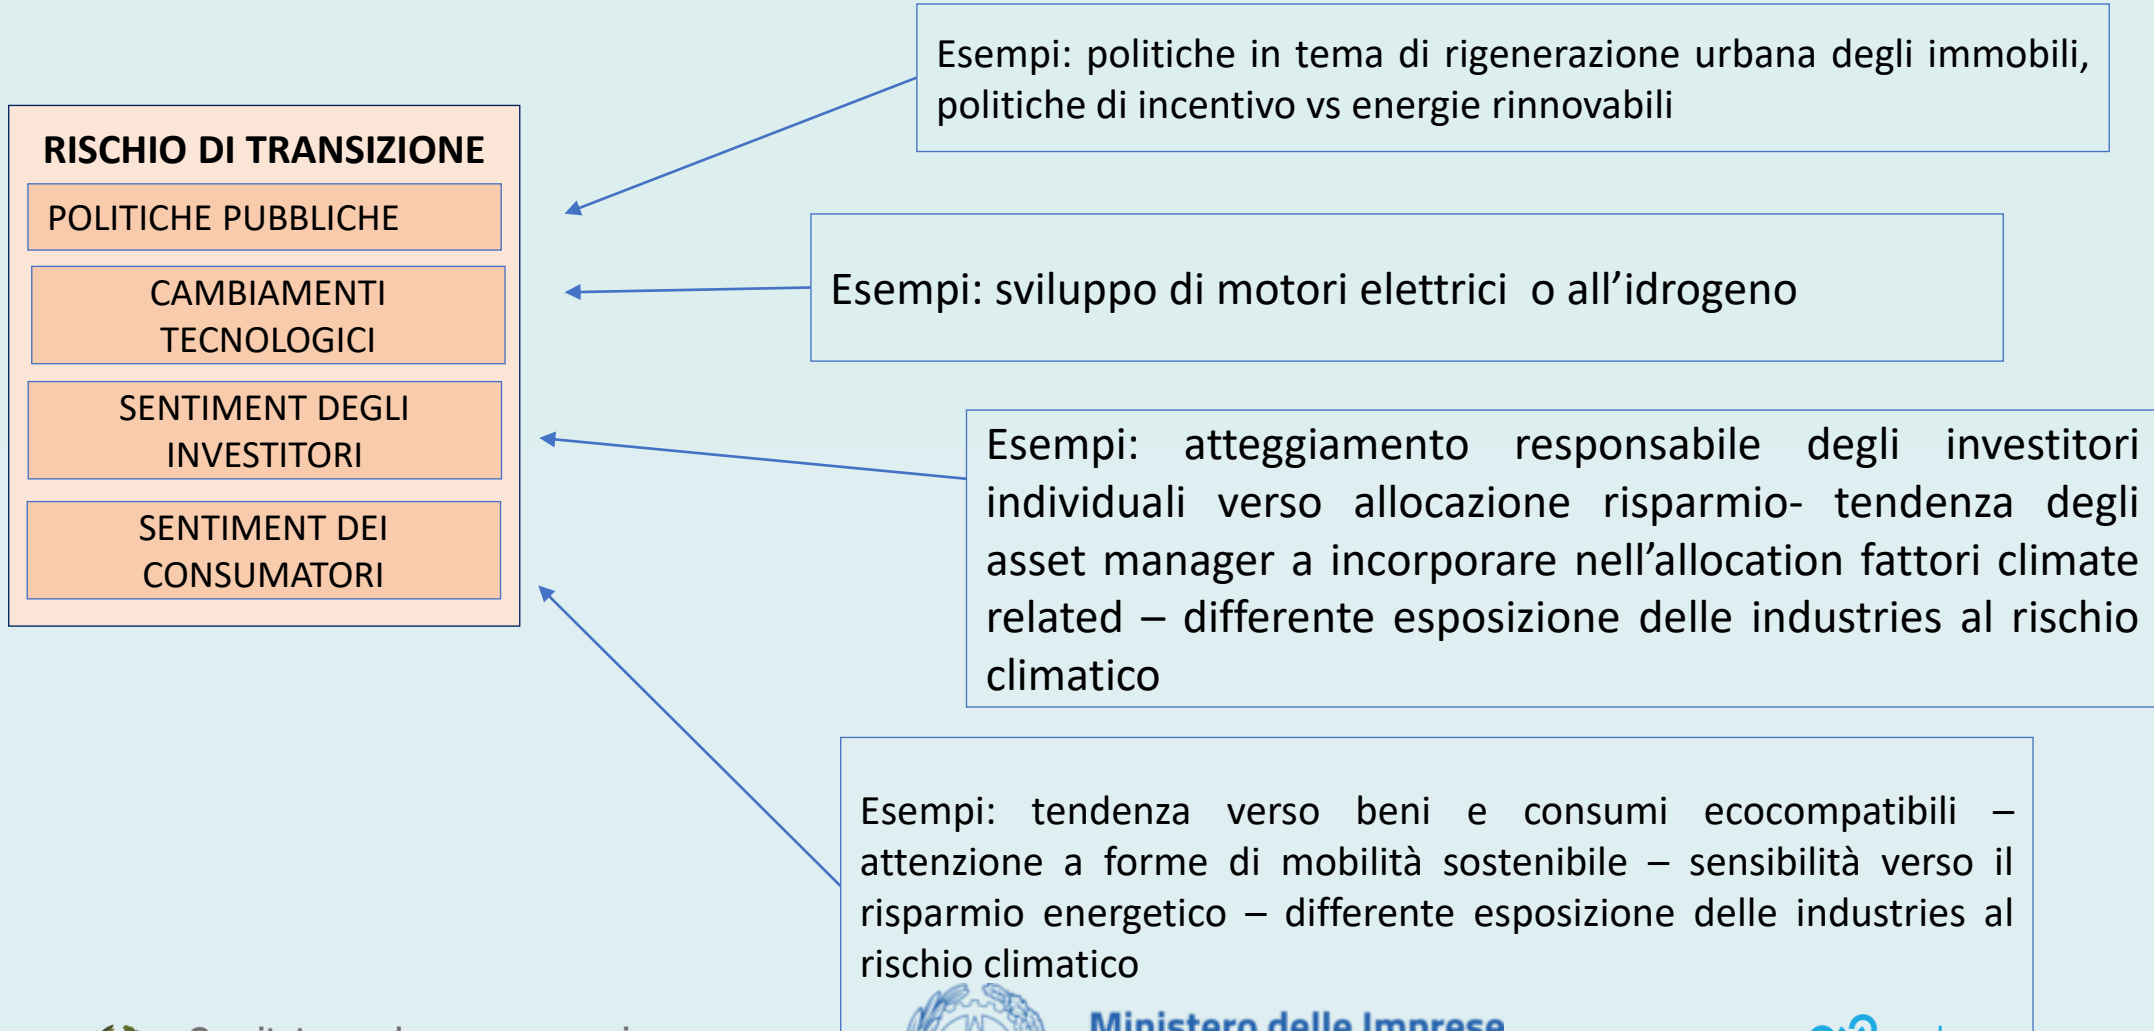 Esempi: politiche in tema di rigenerazione urbana degli immobili,
politiche di incentivo vs energie rinnovabili
RISCHIO DI TRANSIZIONE
POLITICHE PUBBLICHE
CAMBIAMENTI
TECNOLOGICI
SENTIMENT DEGLI
INVESTITORI
SENTIMENT DEI
CONSUMATORI
Esempi: sviluppo di motori elettrici o all’idrogeno
Esempi: atteggiamento responsabile degli investitori
individuali verso allocazione risparmio- tendenza degli
asset manager a incorporare nell’allocation fattori climate
related – differente esposizione delle industries al rischio
climatico
Esempi: tendenza verso beni e consumi ecocompatibili –
attenzione a forme di mobilità sostenibile – sensibilità verso il
risparmio energetico – differente esposizione delle industries al
rischio climatico
Ministero delle Imprese